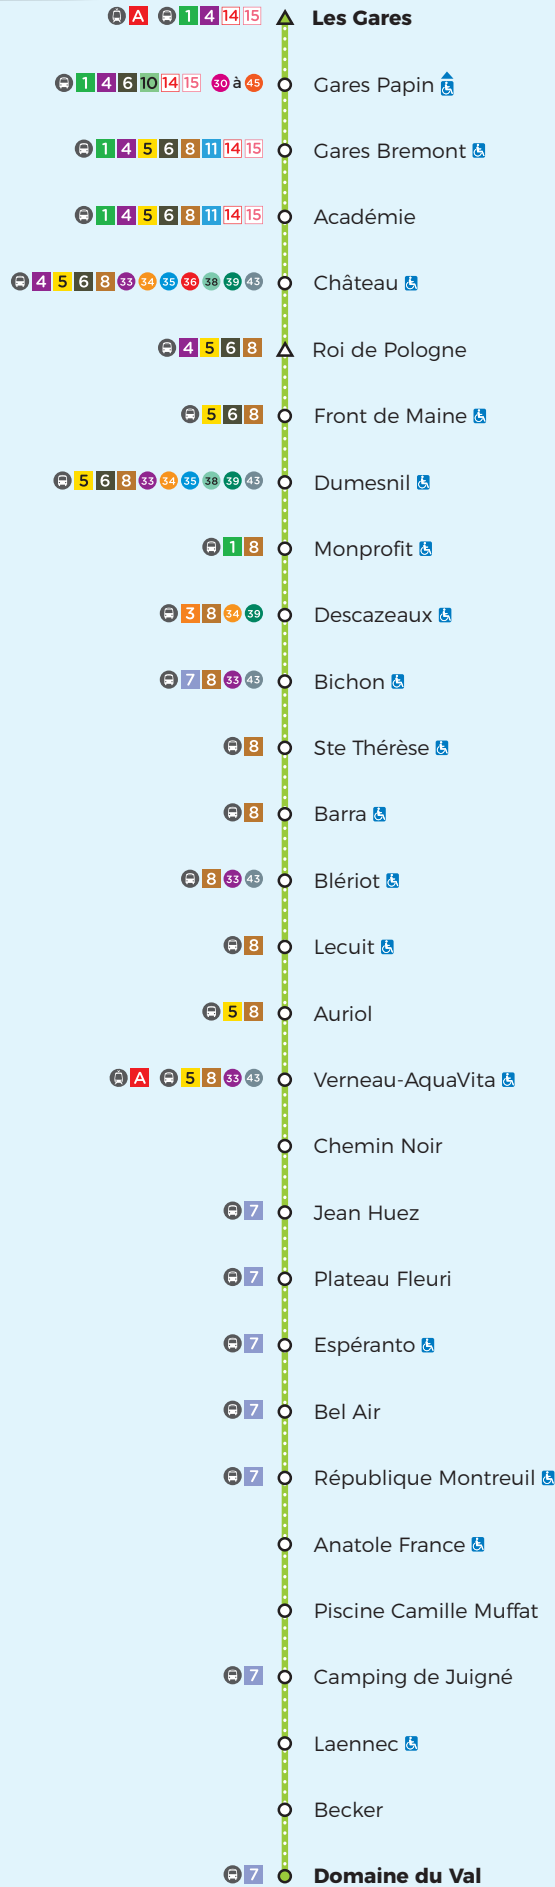 A 1 4 14 15 Les Gares
1 4 6 10 14 15 30 à 45 Gares Papin
1 4 5 6 8 11 14 15 Gares Bremont
1 4 5 6 8 11 14 15 Académie
4 5 6 8 33 34 35 36 38 39 43 Château
4 5 6 8 Roi de Pologne
5 6 8 Front de Maine
5 6 8 33 34 35 38 39 43 Dumesnil
1 8 Monprofit
3 8 34 39 Descazeaux
7 8 33 43 Bichon
8 Ste Thérèse
8 Barra
8 33 43 Blériot
8 Lecuit
5 8 Auriol
A 5 8 33 43 Verneau-AquaVita
Chemin Noir
7 Jean Huez
7 Plateau Fleuri
7 Espéranto
7 Bel Air
7 République Montreuil
Anatole France
Piscine Camille Muffat
7 Camping de Juigné
Laennec
Becker
7 Domaine du Val